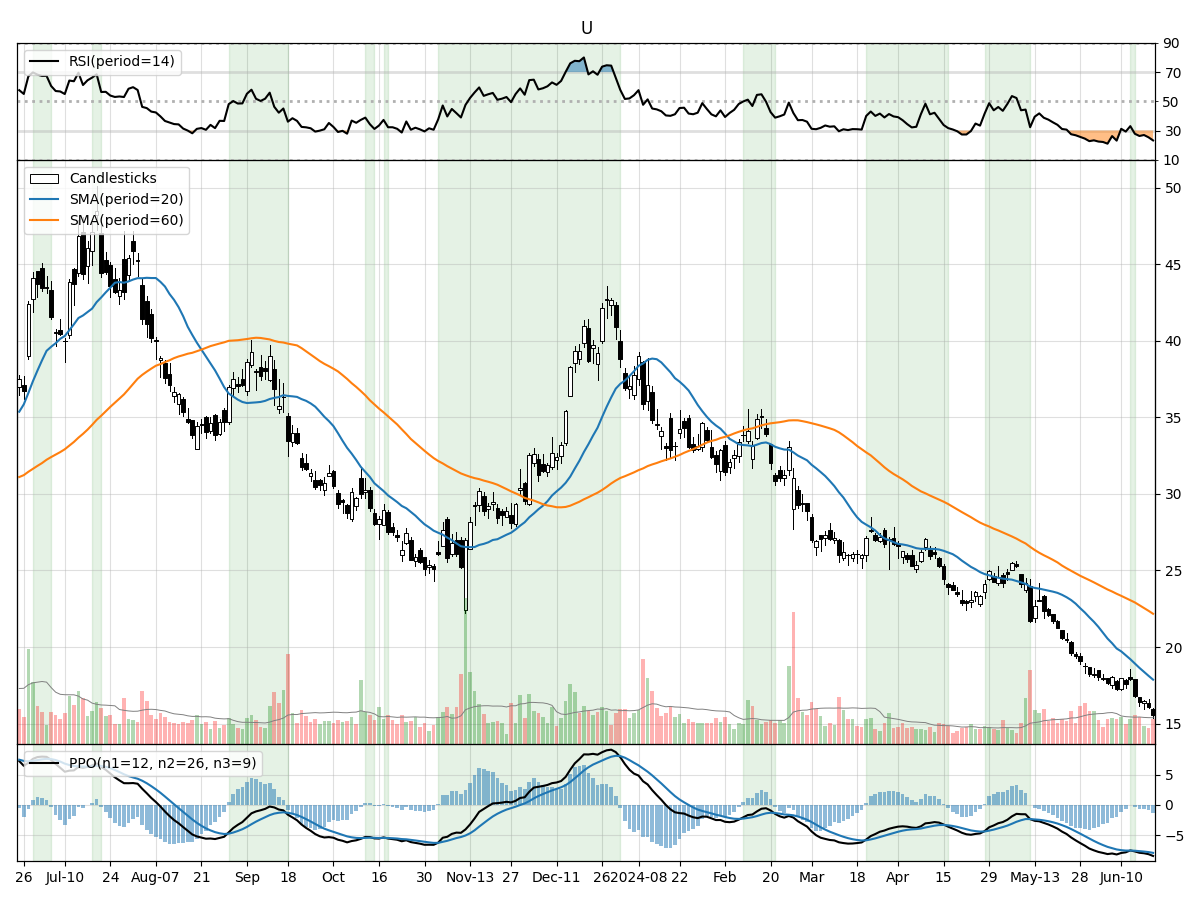 U
RSI(period=14)
90
70
50
30
10
Candlesticks
SMA(period=20)
SMA(period=60)
50
45
40
35
30
25
20
15
PPO(n1=12, n2=26, n3=9)
5
0
−5
26 Jul-10 24 Aug-07 21 Sep 18 Oct 16 30 Nov-13 27 Dec-11 26 2024-08 22 Feb 20 Mar 18 Apr 15 29 May-13 28 Jun-10